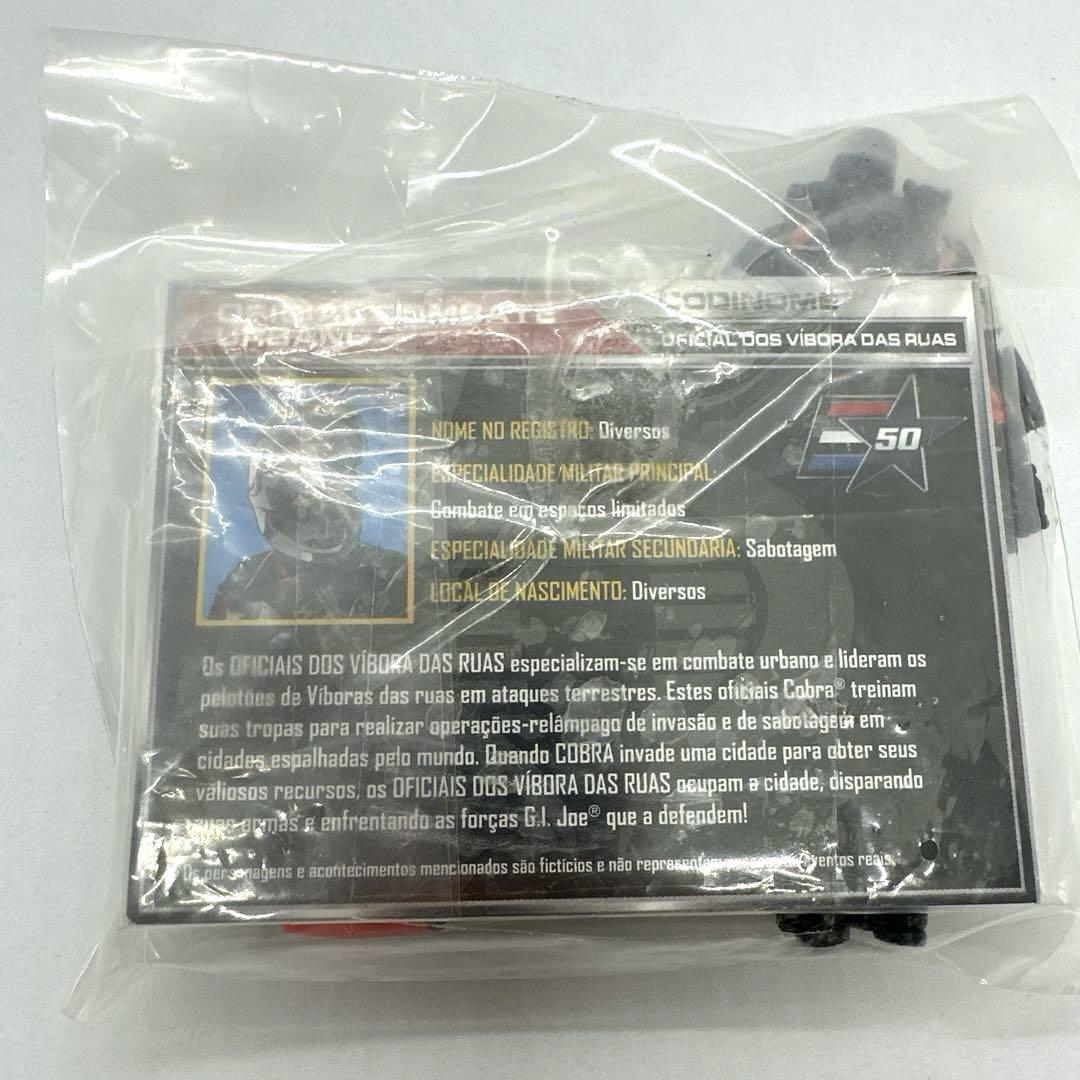 URBANO
CODINOME
OFICIAL DOS VÍBORA DAS RUAS
50
NOME NO REGISTRO: Diversos
ESPECIALIDADE MILITAR PRINCIPAL:
Combate em espaços limitados
ESPECIALIDADE MILITAR SECUNDÁRIA: Sabotagem
LOCAL DE NASCIMENTO: Diversos
Os OFICIAIS DOS VÍBORA DAS RUAS especializam-se em combate urbano e lideram os
pelotões de Víboras das ruas em ataques terrestres. Estes oficiais Cobra® treinam
suas tropas para realizar operações-relâmpago de invasão e de sabotagem em
cidades espalhadas pelo mundo. Quando COBRA invade uma cidade para obter seus
valiosos recursos, os OFICIAIS DOS VÍBORA DAS RUAS ocupam a cidade, disparando
armas e enfrentando as forças G.I. Joe® que a defendem!
Os personagens e acontecimentos mencionados são fictícios e não representam eventos reais.